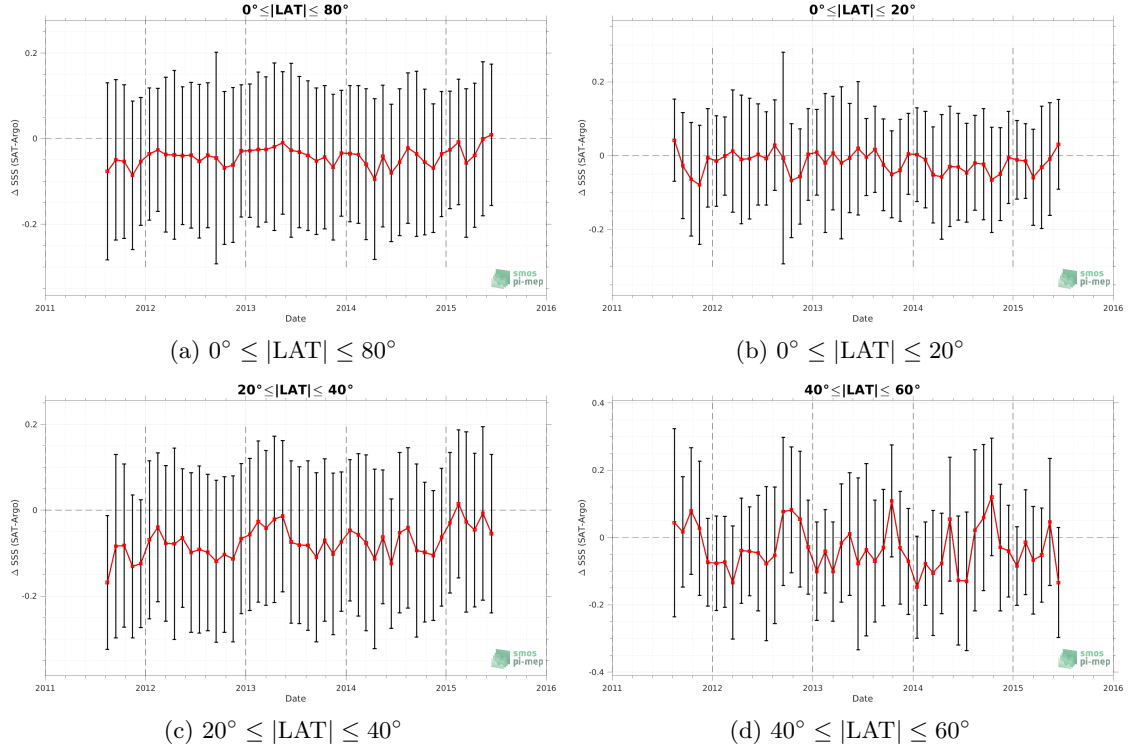 0°≤|LAT|≤ 80°
Δ SSS (SAT-Argo)
0.2
0
-0.2
2011 2012 2013 2014 2015 2016
Date
smos
pi-mep
(a) 0° ≤ |LAT| ≤ 80°
0°≤|LAT|≤ 20°
Δ SSS (SAT-Argo)
0.2
0
-0.2
2011 2012 2013 2014 2015 2016
Date
smos
pi-mep
(b) 0° ≤ |LAT| ≤ 20°
20°≤|LAT|≤ 40°
Δ SSS (SAT-Argo)
0.2
0
-0.2
2011 2012 2013 2014 2015 2016
Date
smos
pi-mep
(c) 20° ≤ |LAT| ≤ 40°
40°≤|LAT|≤ 60°
Δ SSS (SAT-Argo)
0.4
0.2
0
-0.2
-0.4
2011 2012 2013 2014 2015 2016
Date
smos
pi-mep
(d) 40° ≤ |LAT| ≤ 60°